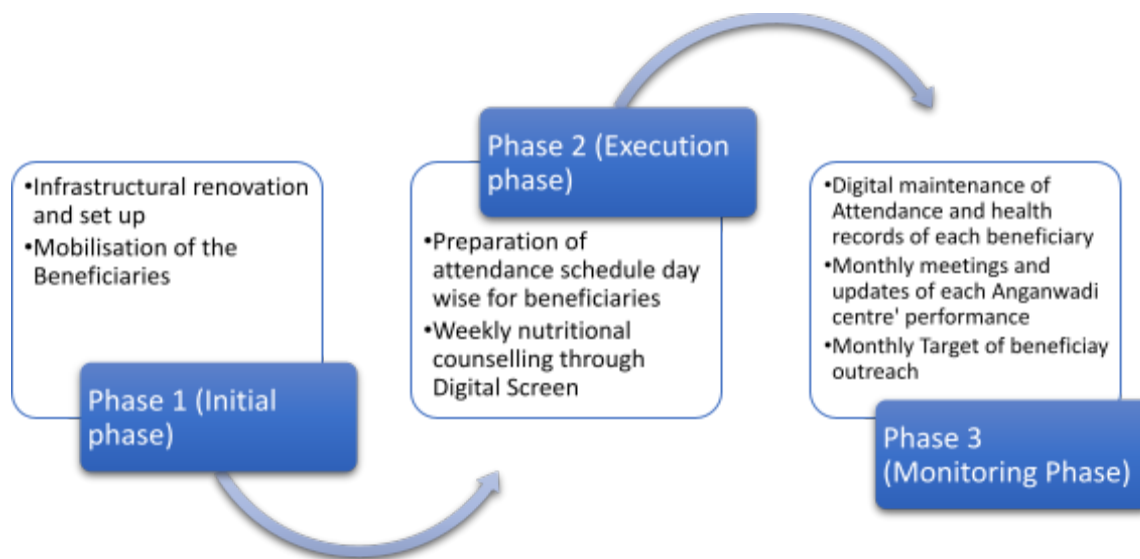 •Infrastructural renovation
and set up
•Mobilisation of the
Beneficiaries
Phase 1 (Initial
phase)
Phase 2 (Execution
phase)
•Preparation of
attendance schedule day
wise for beneficiaries
•Weekly nutritional
counselling through
Digital Screen
•Digital maintenance of
Attendance and health
records of each beneficiary
•Monthly meetings and
updates of each Anganwadi
centre' performance
•Monthly Target of beneficiay
outreach
Phase 3
(Monitoring Phase)